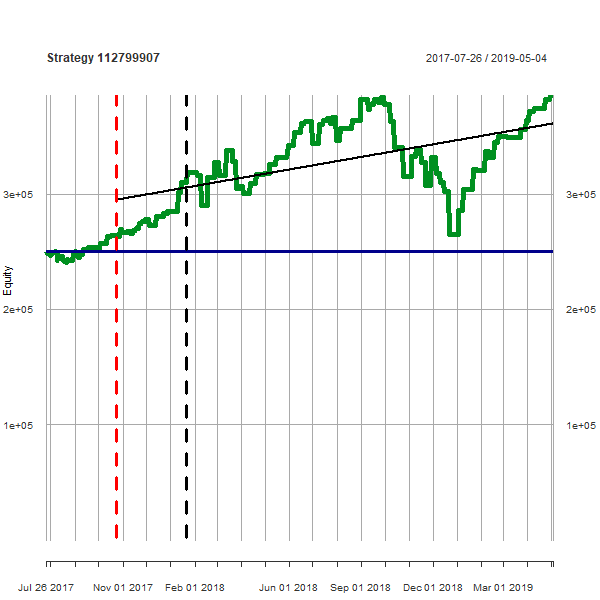 Strategy 112799907
2017-07-26 / 2019-05-04
3e+05
3e+05
Equity
2e+05
2e+05
1e+05
1e+05
Jul 26 2017
Nov 01 2017
Feb 01 2018
Jun 01 2018
Sep 01 2018
Dec 01 2018
Mar 01 2019